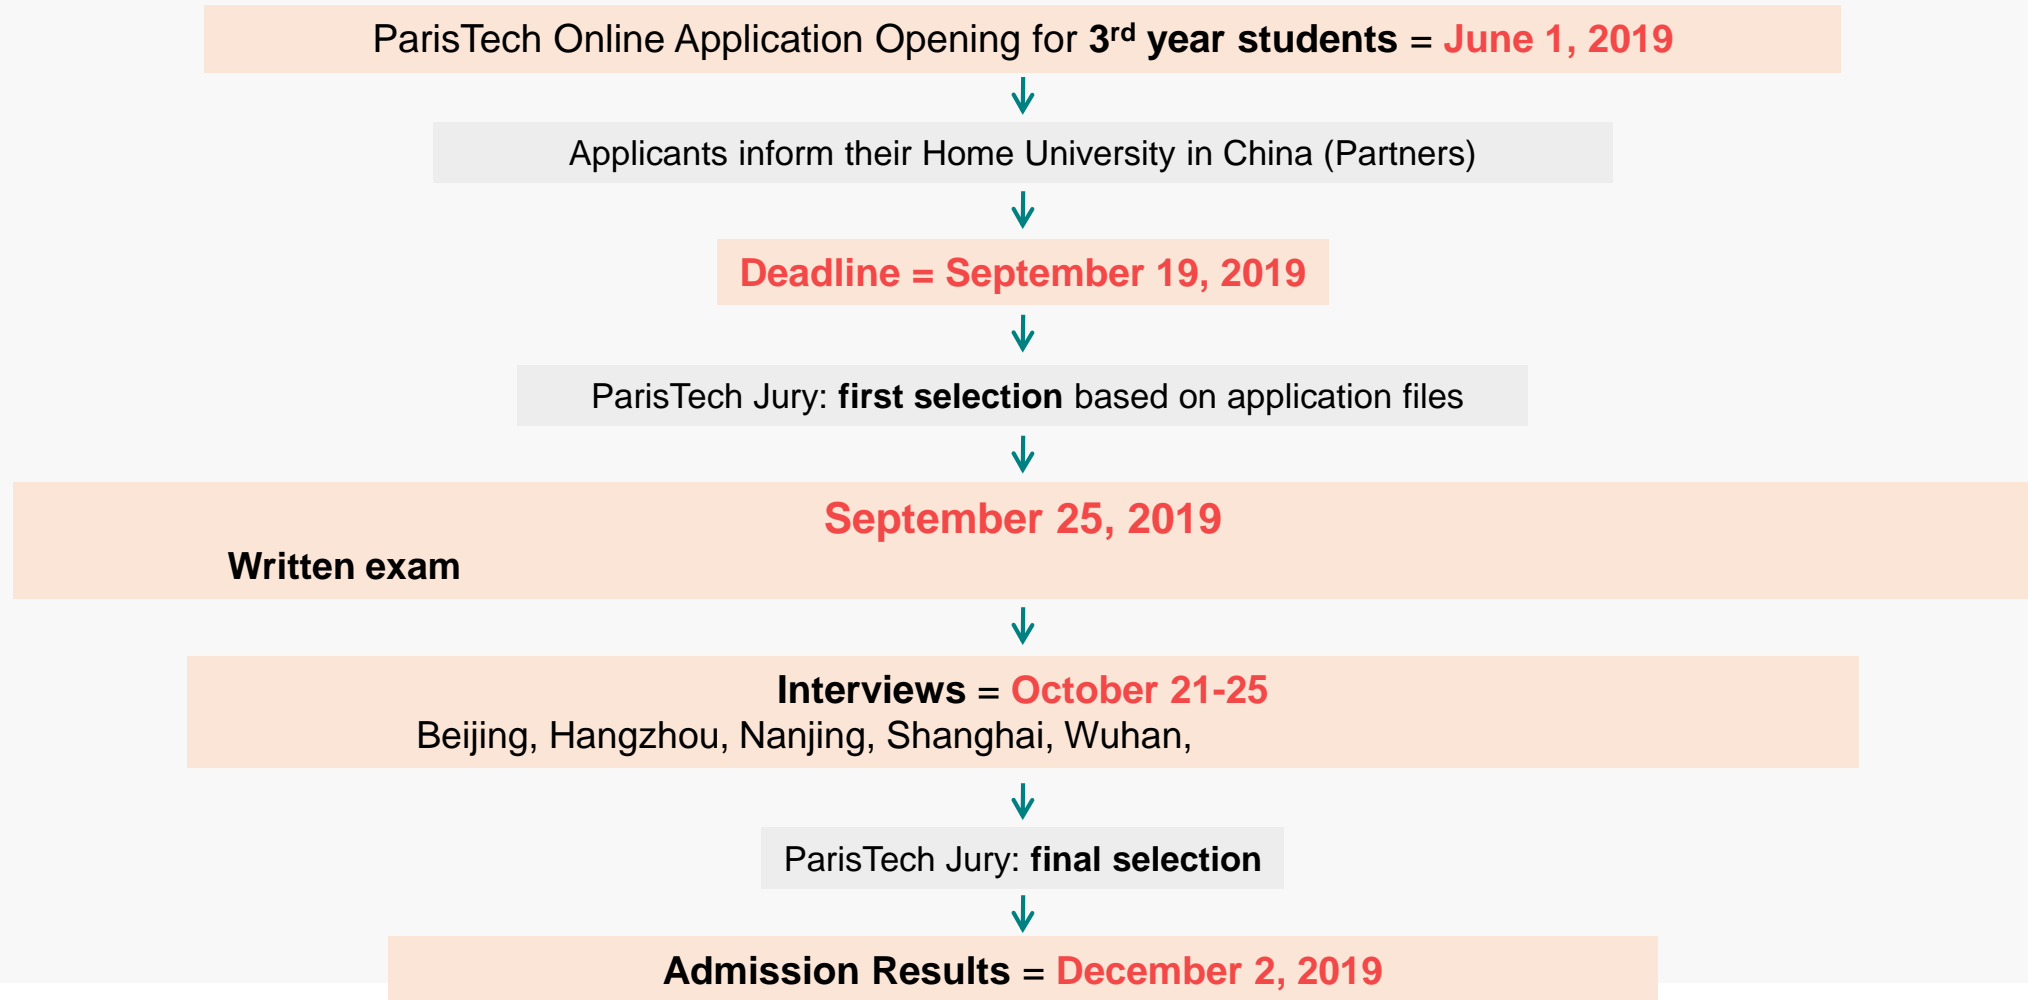 ParisTech Online Application Opening for 3rd year students = June 1, 2019
Applicants inform their Home University in China (Partners)
Deadline = September 19, 2019
ParisTech Jury: first selection based on application files
September 25, 2019
Written exam
Interviews = October 21-25
Beijing, Hangzhou, Nanjing, Shanghai, Wuhan,
ParisTech Jury: final selection
Admission Results = December 2, 2019